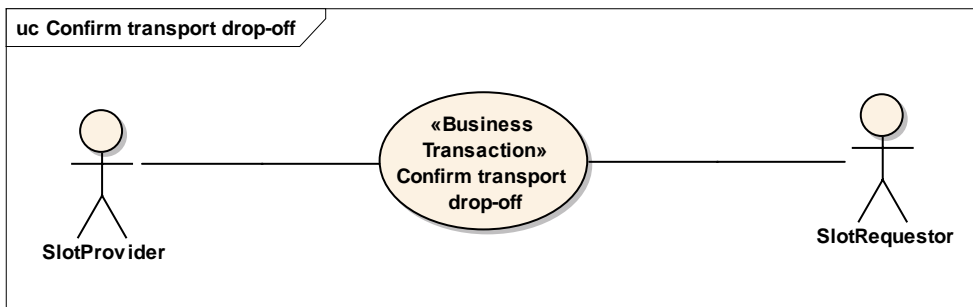 uc Confirm transport drop-off
«Business
Transaction»
Confirm transport
drop-off
SlotProvider
SlotRequestor